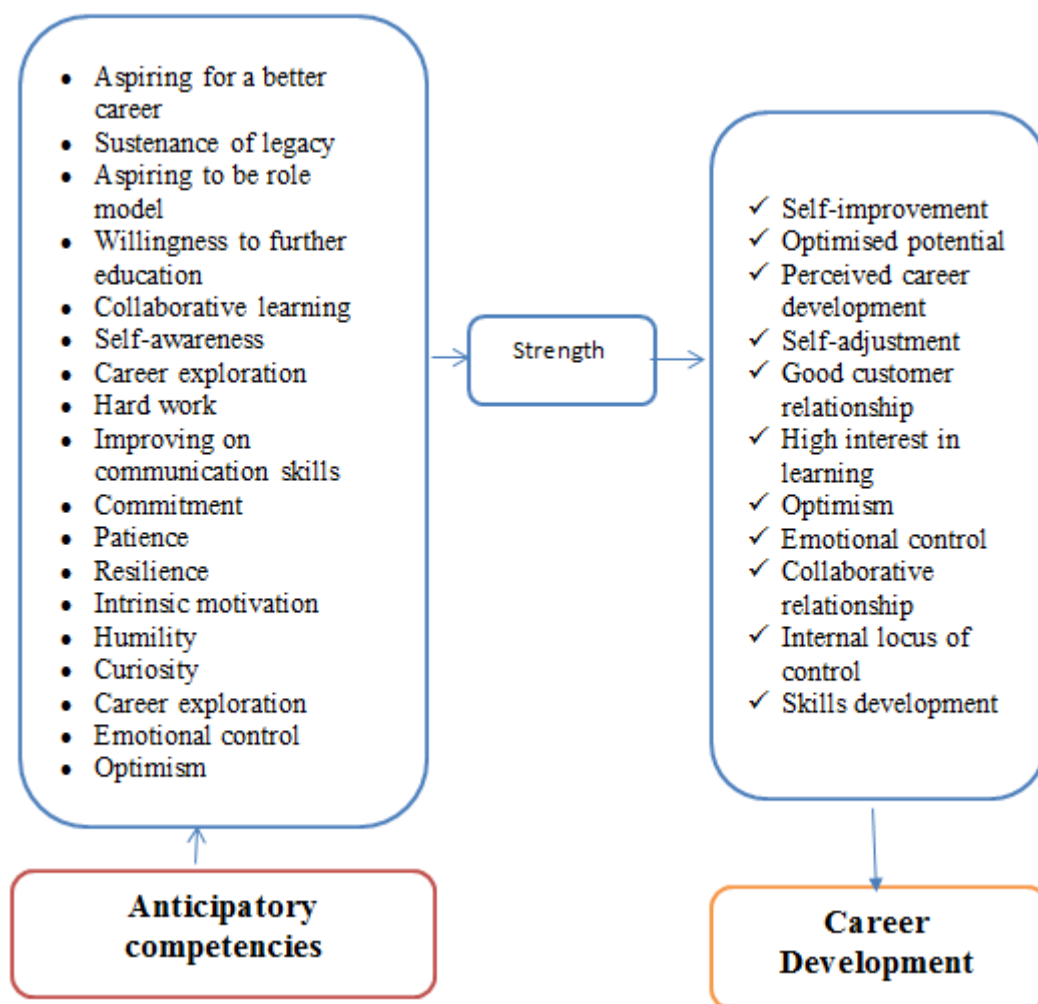 • Aspiring for a better
career
• Sustenance of legacy
• Aspiring to be role
model
• Willingness to further
education
• Collaborative learning
• Self-awareness
• Career exploration
• Hard work
• Improving on
communication skills
• Commitment
• Patience
• Resilience
• Intrinsic motivation
• Humility
• Curiosity
• Career exploration
• Emotional control
• Optimism
Strength
✓ Self-improvement
✓ Optimised potential
✓ Perceived career
development
✓ Self-adjustment
✓ Good customer
relationship
✓ High interest in
learning
✓ Optimism
✓ Emotional control
✓ Collaborative
relationship
✓ Internal locus of
control
✓ Skills development
Anticipatory
competencies
Career
Development